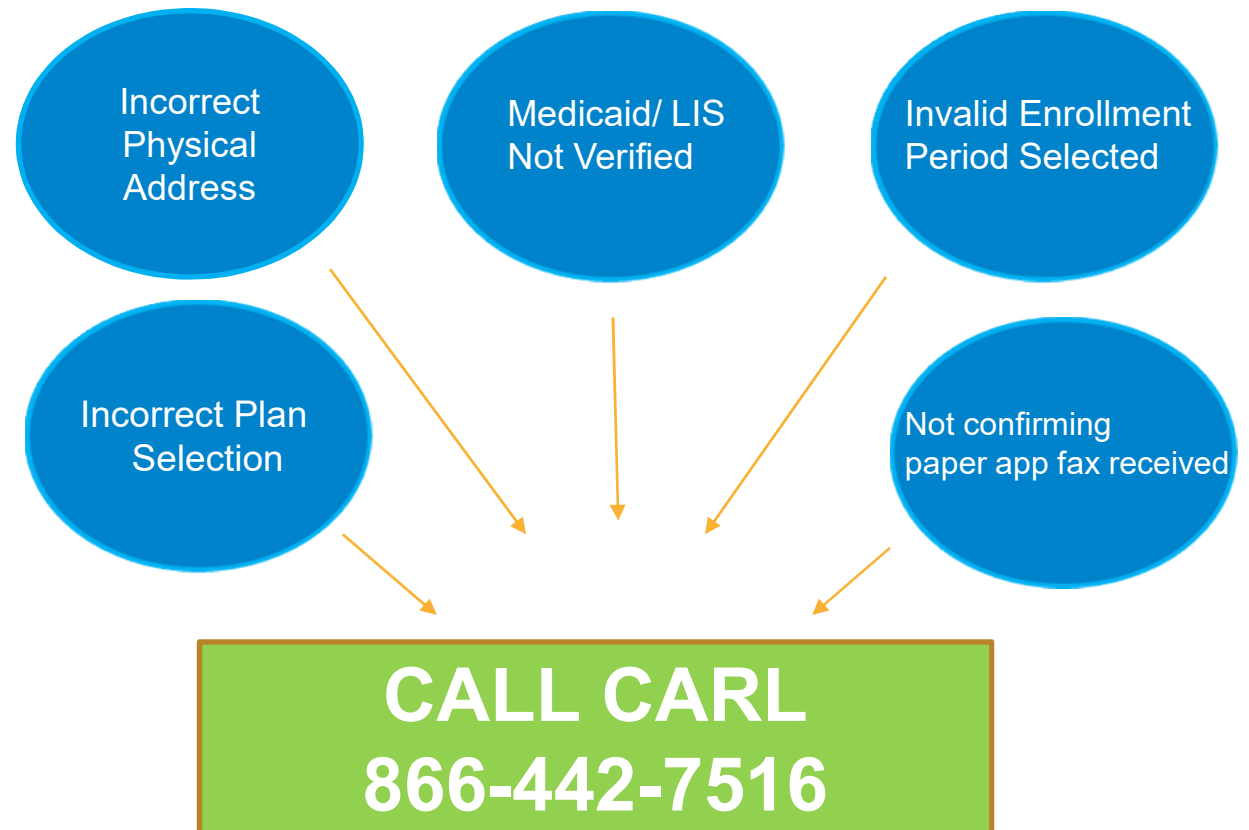 Incorrect
Physical
Address
Medicaid/ LIS
Not Verified
Invalid Enrollment
Period Selected
Incorrect Plan
Selection
Not confirming
paper app fax received
CALL CARL
866-442-7516